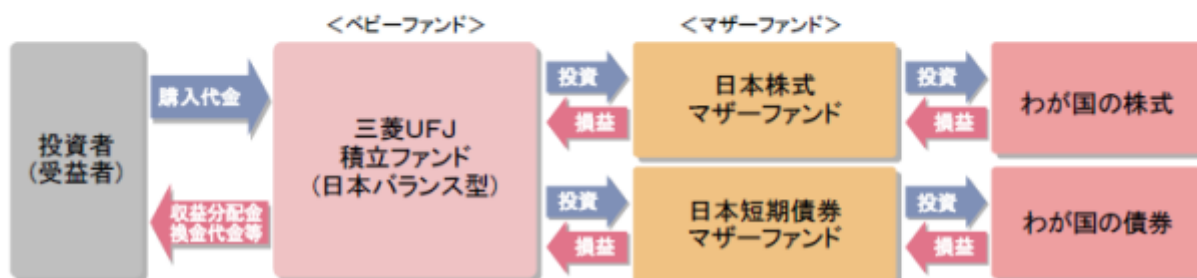 ＜ベビーファンド＞
＜マザーファンド＞
投資者
（受益者）
購入代金
収益分配金
換金代金等
三菱UFJ
積立ファンド
（日本バランス型）
投資
損益
日本株式
マザーファンド
投資
損益
わが国の株式
投資
損益
日本短期債券
マザーファンド
投資
損益
わが国の債券